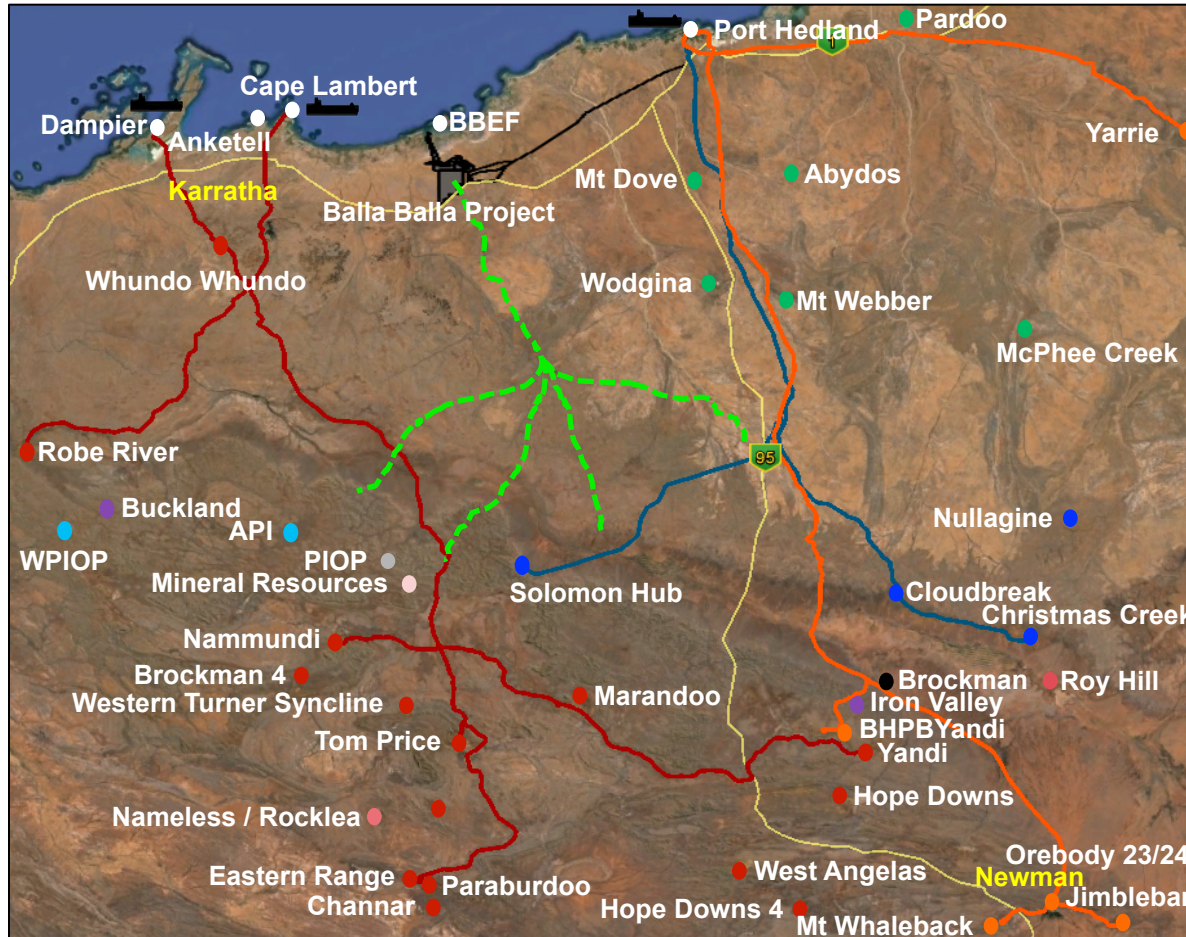 Pardoo
Port Hedland
1
Cape Lambert
Dampier
Anketell
BBEF
Yarrie
Karratha
Mt Dove
Abydos
Balla Balla Project
Whundo Whundo
Wodgina
Mt Webber
McPhee Creek
Robe River
95
Buckland
Nullagine
WPIOP
API
PIOP
Mineral Resources
Solomon Hub
Cloudbreak
Christmas Creek
Nammundi
Brockman 4
Brockman
Roy Hill
Western Turner Syncline
Marandoo
Iron Valley
Tom Price
BHPBYandi
Yandi
Hope Downs
Nameless / Rocklea
Orebody 23/24
Eastern Range
Paraburdoo
West Angelas
Newman
Channar
Hope Downs 4
Jimblebar
Mt Whaleback